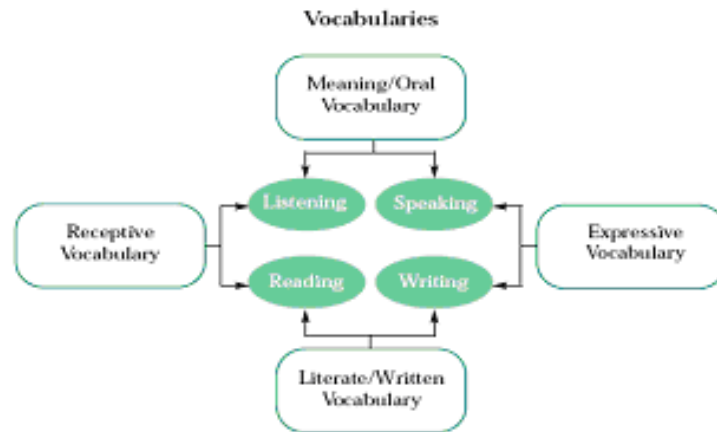 Vocabularies
Meaning/Oral
Vocabulary
Listening
Speaking
Receptive
Vocabulary
Expressive
Vocabulary
Reading
Writing
Literate/Written
Vocabulary